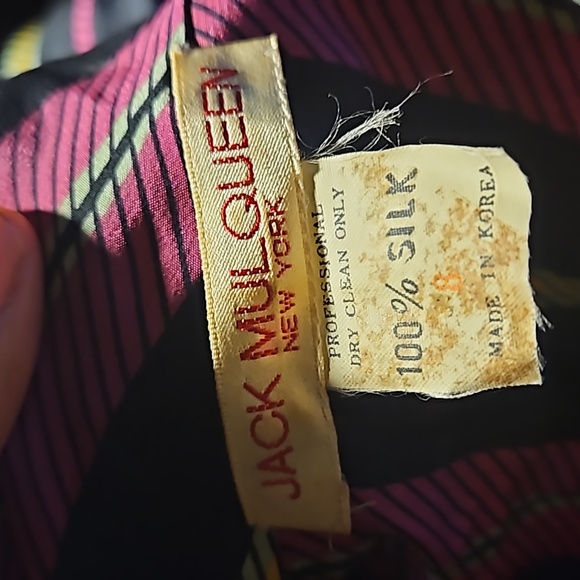 JACK MULQUEEN
NEW YORK
PROFESSIONAL
DRY CLEAN ONLY
100% SILK
8
MADE IN KOREA